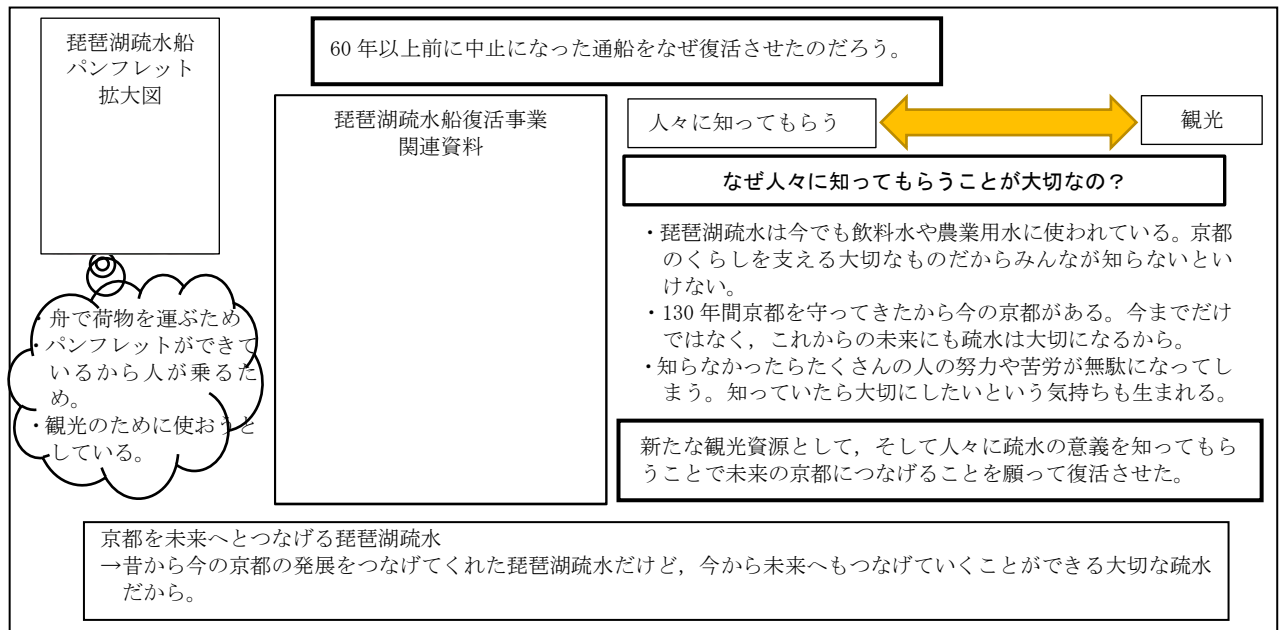 琵琶湖疏水船
パンフレット
拡大図
60 年以上前に中止になった通船をなぜ復活させたのだろう。
琵琶湖疏水船復活事業
関連資料
人々に知ってもらう
観光
なぜ人々に知ってもらうことが大切なの？
・琵琶湖疏水は今でも飲料水や農業用水に使われている。京都
のくらしを支える大切なものだからみんなが知らないとい
けない。
・130 年間京都を守ってきたから今の京都がある。今までだけ
ではなく，これからの未来にも疏水は大切になるから。
・知らなかったらたくさんの人の努力や苦労が無駄になってし
まう。知っていたら大切にしたいという気持ちも生まれる。
・舟で荷物を運ぶため
・パンフレットができて
いるから人が乗るた
め。
・観光のために使おうと
している。
新たな観光資源として，そして人々に疏水の意義を知ってもら
うことで未来の京都につなげることを願って復活させた。
京都を未来へとつなげる琵琶湖疏水
→昔から今の京都の発展をつなげてくれた琵琶湖疏水だけど，今から未来へもつなげていくことができる大切な疏水
だから。